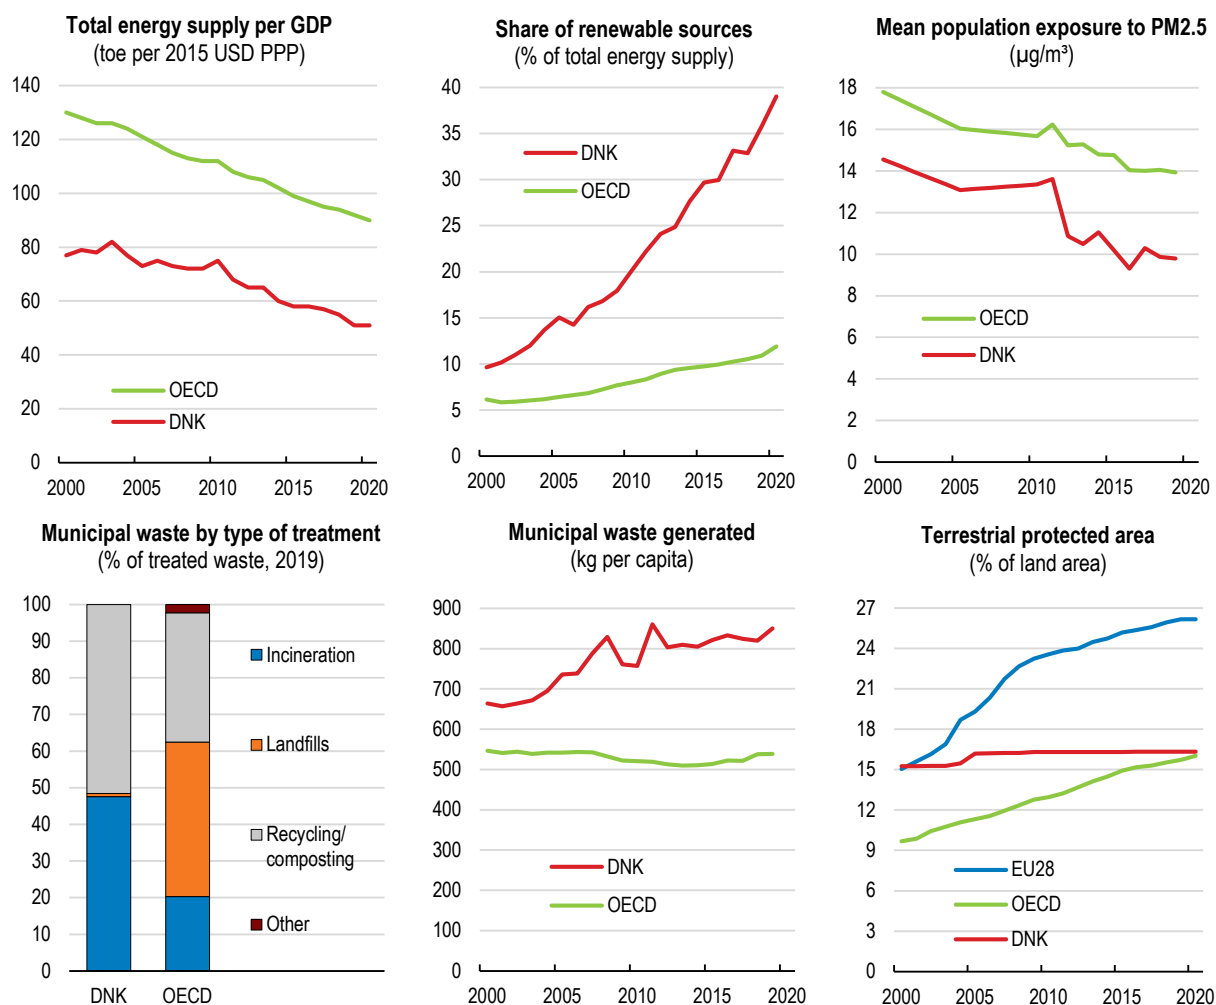 Total energy supply per GDP
(toe per 2015 USD PPP)
140
120
100
80
60
40
20
0
OECD
DNK
2000 2005 2010 2015 2020
Share of renewable sources
(% of total energy supply)
40
35
30
25
20
15
10
5
0
DNK
OECD
2000 2005 2010 2015 2020
Mean population exposure to PM2.5
(µg/m³)
18
16
14
12
10
8
6
4
2
0
OECD
DNK
2000 2005 2010 2015 2020
Municipal waste by type of treatment
(% of treated waste, 2019)
100
90
80
70
60
50
40
30
20
10
0
Incineration
Landfills
Recycling/
composting
Other
DNK OECD
Municipal waste generated
(kg per capita)
900
800
700
600
500
400
300
200
100
0
DNK
OECD
2000 2005 2010 2015 2020
Terrestrial protected area
(% of land area)
27
24
21
18
15
12
9
6
3
0
EU28
OECD
DNK
2000 2005 2010 2015 2020